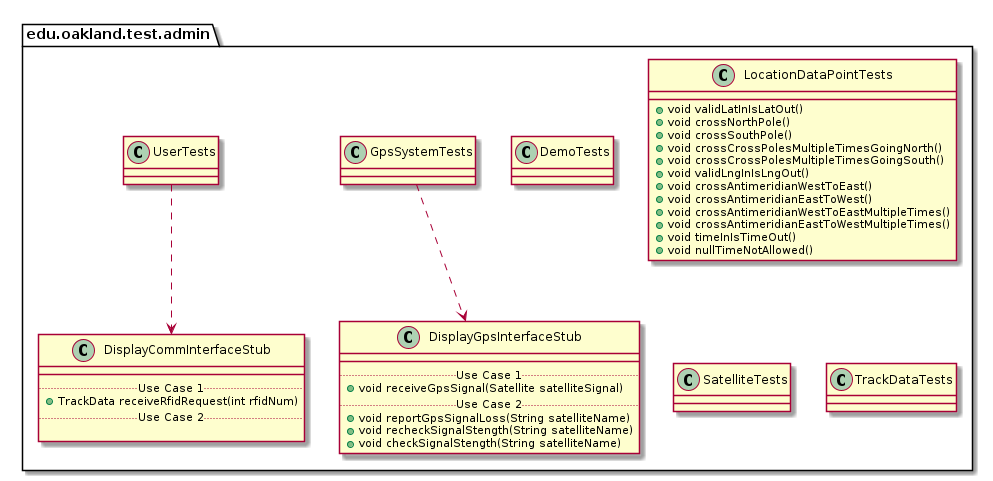 edu.oakland.test.admin
C LocationDataPointTests
void validLatInIsLatOut()
void crossNorthPole()
void crossSouthPole()
void crossCrossPolesMultipleTimesGoingNorth()
void crossCrossPolesMultipleTimesGoingSouth()
void validLngInIsLngOut()
void crossAntimeridianWestToEast()
void crossAntimeridianEastToWest()
void crossAntimeridianWestToEastMultipleTimes()
void crossAntimeridianEastToWestMultipleTimes()
void timeInIsTimeOut()
void nullTimeNotAllowed()
C UserTests
C GpsSystemTests
C DemoTests
C DisplayCommInterfaceStub
Use Case 1
TrackData receiveRfidRequest(int rfidNum)
Use Case 2
C DisplayGpsInterfaceStub
Use Case 1
void receiveGpsSignal(Satellite satelliteSignal)
Use Case 2
void reportGpsSignalLoss(String satelliteName)
void recheckSignalStength(String satelliteName)
void checkSignalStength(String satelliteName)
C SatelliteTests
C TrackDataTests